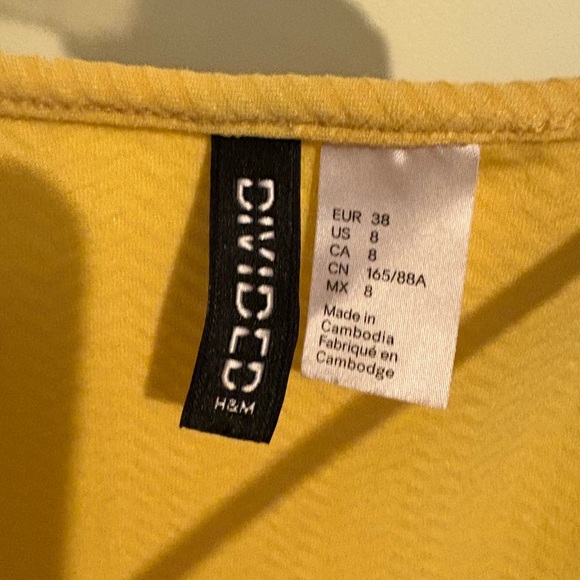 DIVIDED
H&M
EUR 38
US 8
CA 8
CN 165/88A
MX 8
Made in
Cambodia
Fabriqué en
Cambodge